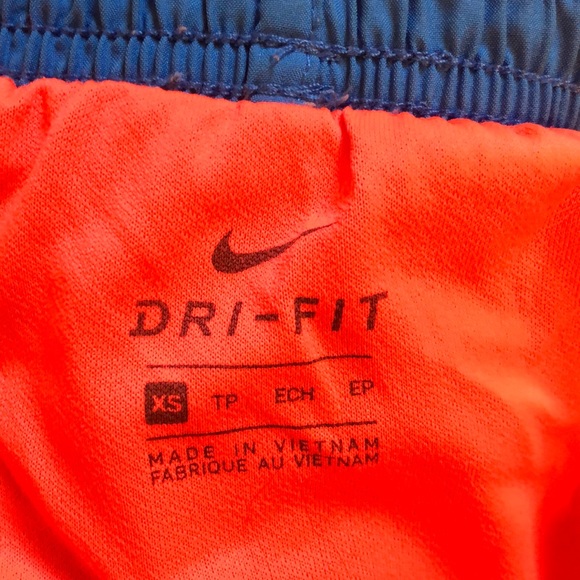 DRI-FIT
XS TP ECH EP
MADE IN VIETNAM
FABRIQUE AU VIETNAM